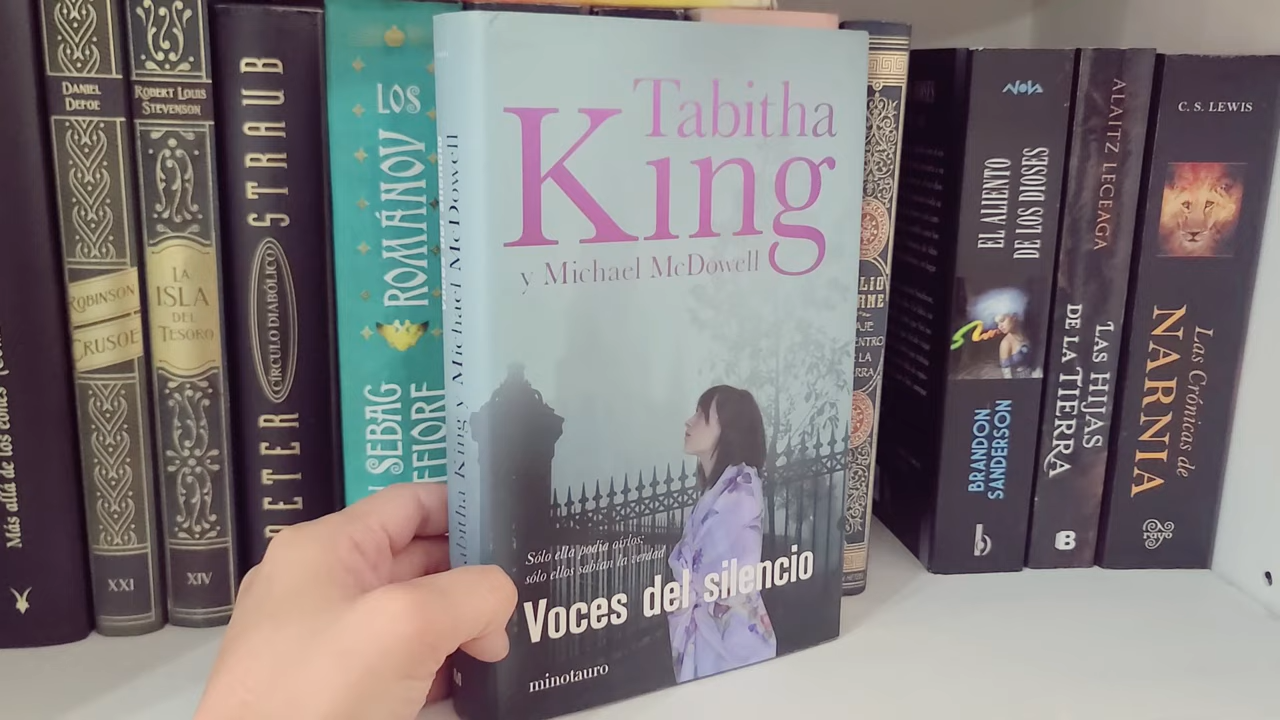 Más allá de los
DANIEL
DEFOE
ROBINSON
CRUSOE
XXI
ROBERT LOUIS
STEVENSON
LA
ISLA
DEL
TESORO
XIV
PETER STRAUB
CÍRCULO DIABÓLICO
LOS
ROMÁNOV
SEBAG
Tabitha King y Michael McDowell
Tabitha
King
y Michael McDowell
Sólo ella podía oírlos;
sólo ellos sabían la verdad
Voces del silencio
minotauro
LA
NOVA
EL ALIENTO
DE LOS DIOSES
BRANDON
SANDERSON
ALAITZ LECEAGA
LAS HIJAS
DE LA TIERRA
B
C. S. LEWIS
Las Crónicas de
NARNIA
rayo